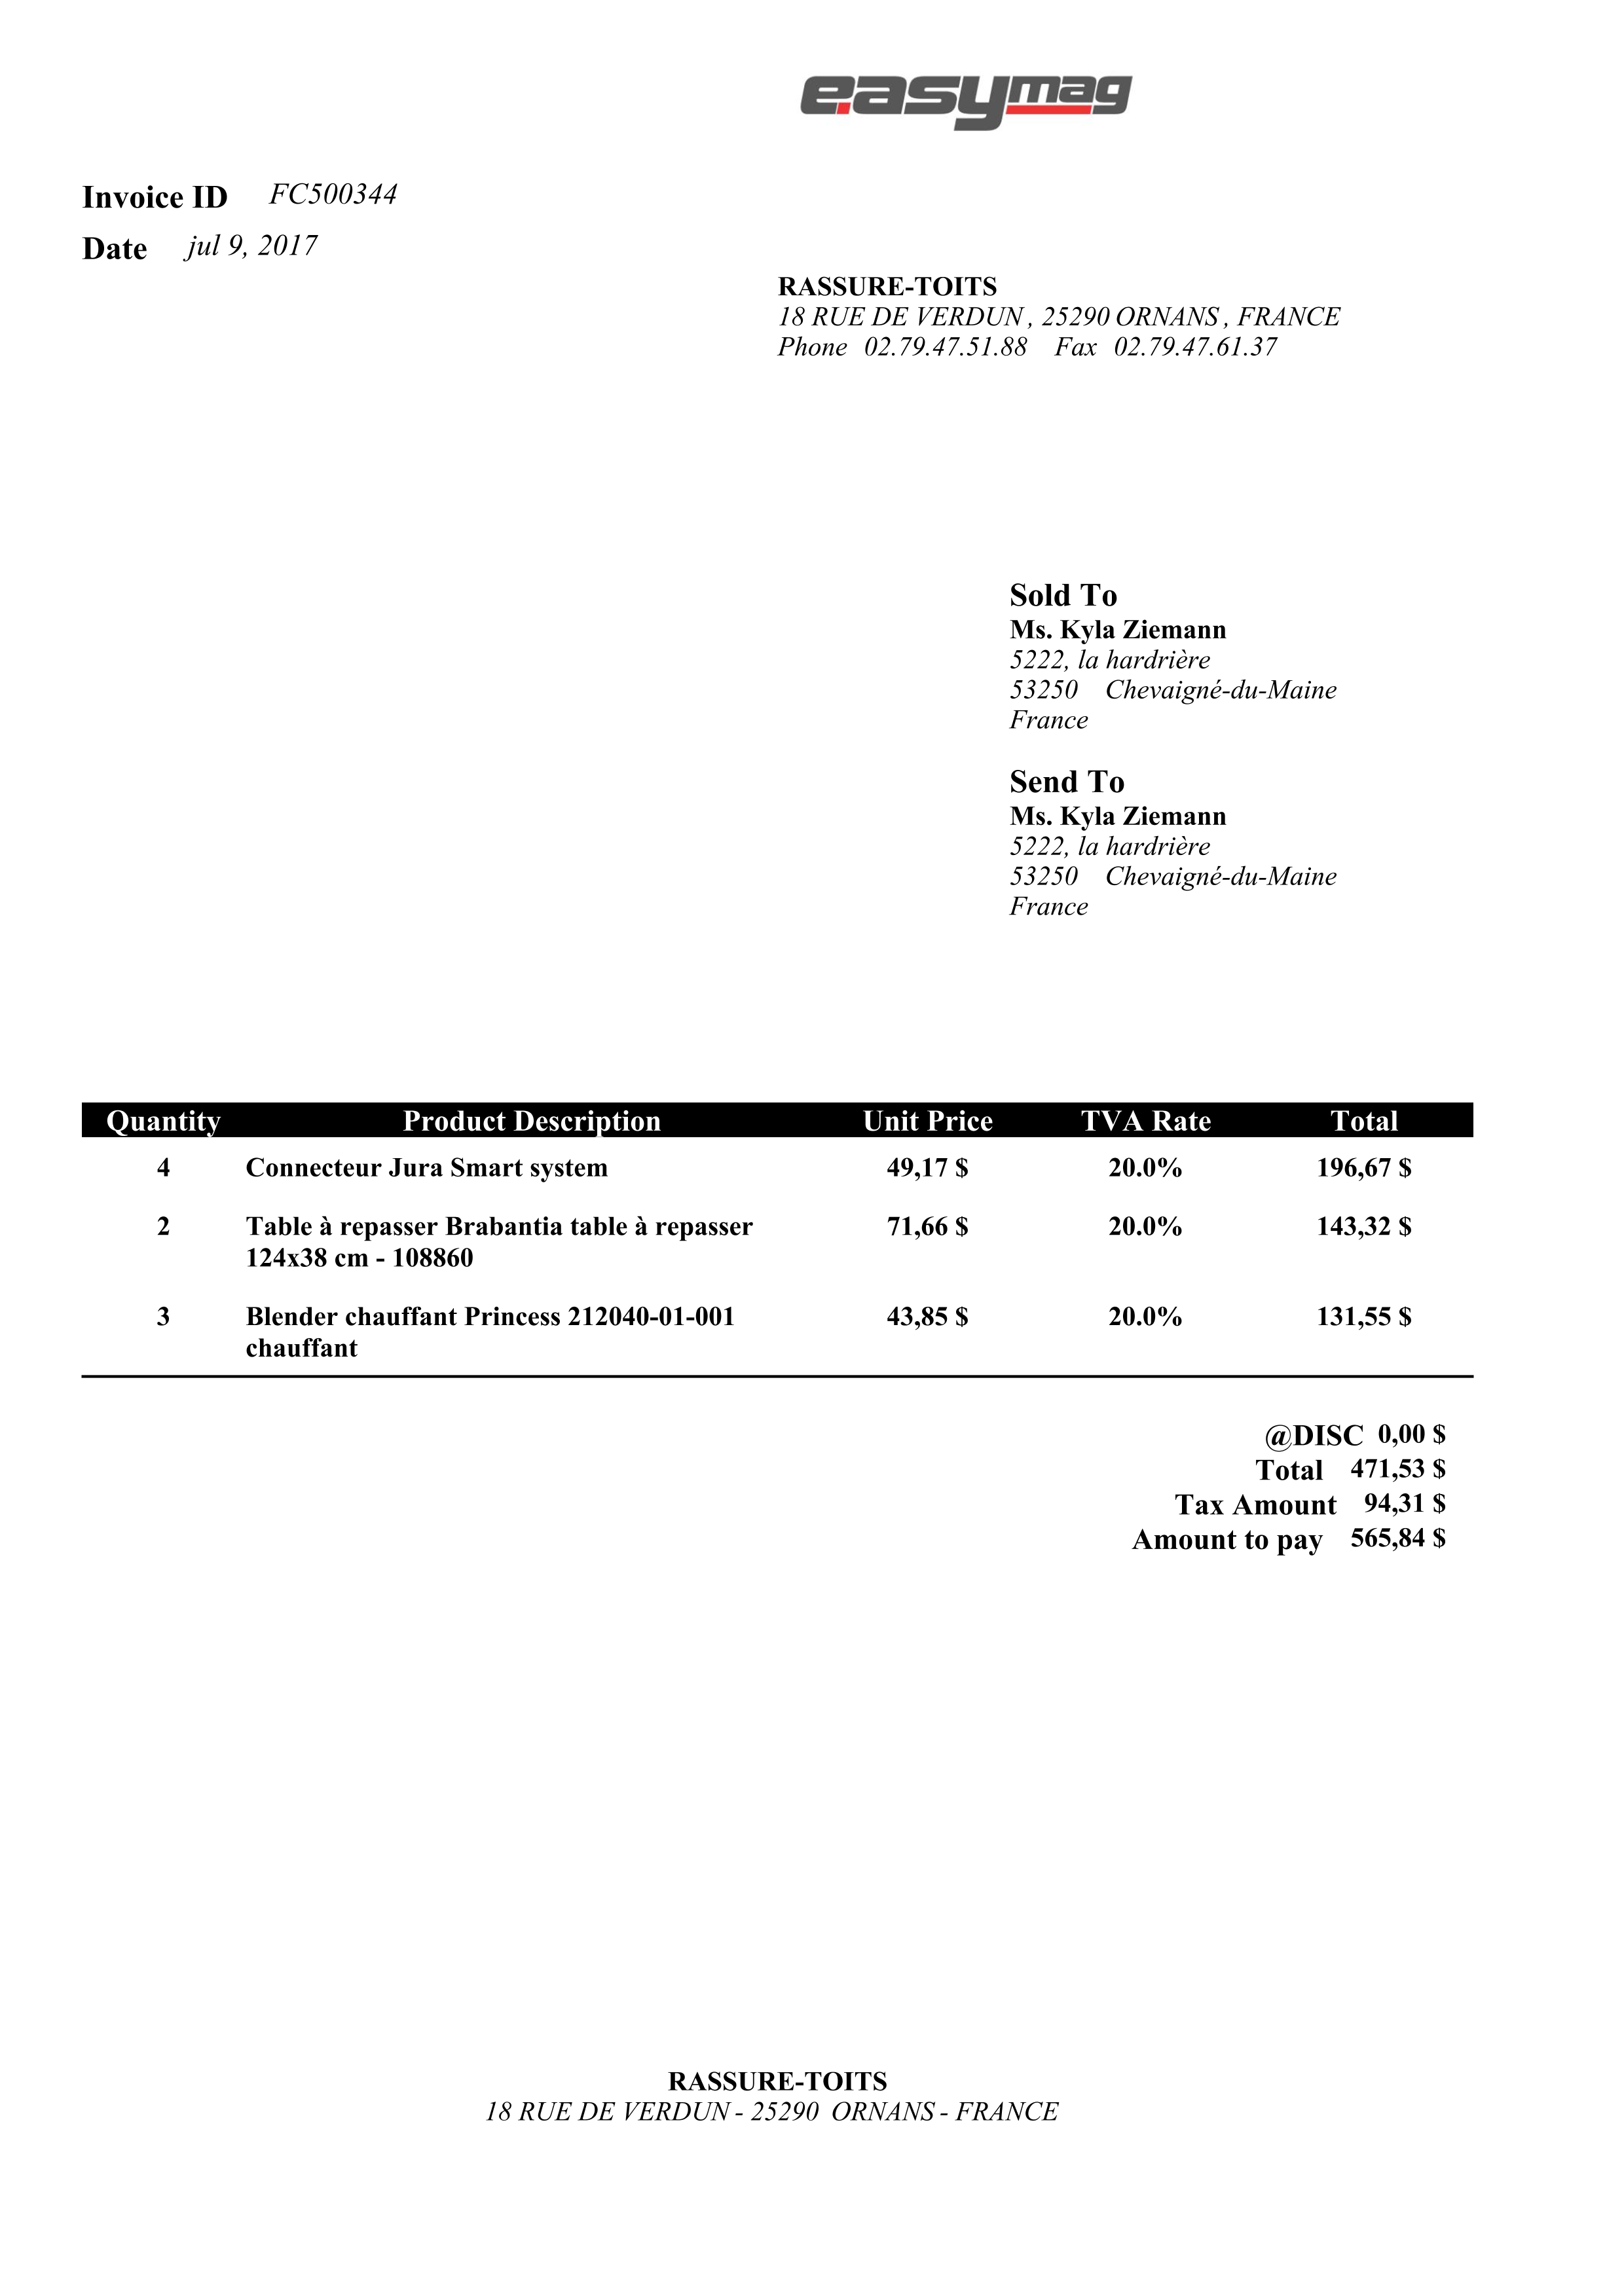 easymag
Invoice ID FC500344
Date jul 9, 2017
RASSURE-TOITS
18 RUE DE VERDUN , 25290 ORNANS , FRANCE
Phone 02.79.47.51.88 Fax 02.79.47.61.37
Sold To
Ms. Kyla Ziemann
5222, la hardrière
53250 Chevaigné-du-Maine
France
Send To
Ms. Kyla Ziemann
5222, la hardrière
53250 Chevaigné-du-Maine
France
Quantity Product Description Unit Price TVA Rate Total
4 Connecteur Jura Smart system 49,17 $ 20.0% 196,67 $
2 Table à repasser Brabantia table à repasser 71,66 $ 20.0% 143,32 $
124x38 cm - 108860
3 Blender chauffant Princess 212040-01-001 43,85 $ 20.0% 131,55 $
chauffant
@DISC 0,00 $
Total 471,53 $
Tax Amount 94,31 $
Amount to pay 565,84 $
RASSURE-TOITS
18 RUE DE VERDUN - 25290 ORNANS - FRANCE